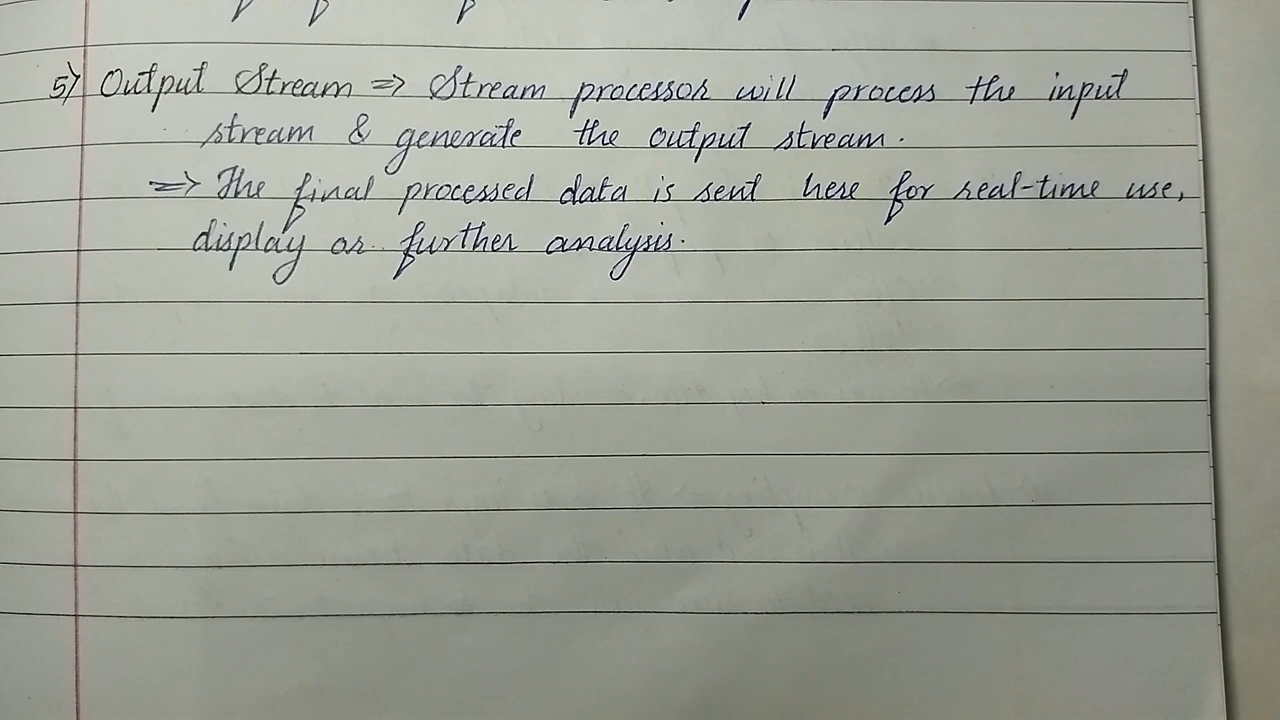 5) Output Stream => Stream processor will process the input
stream & generate the output stream.
=> The final processed data is sent here for real-time use,
display or further analysis.